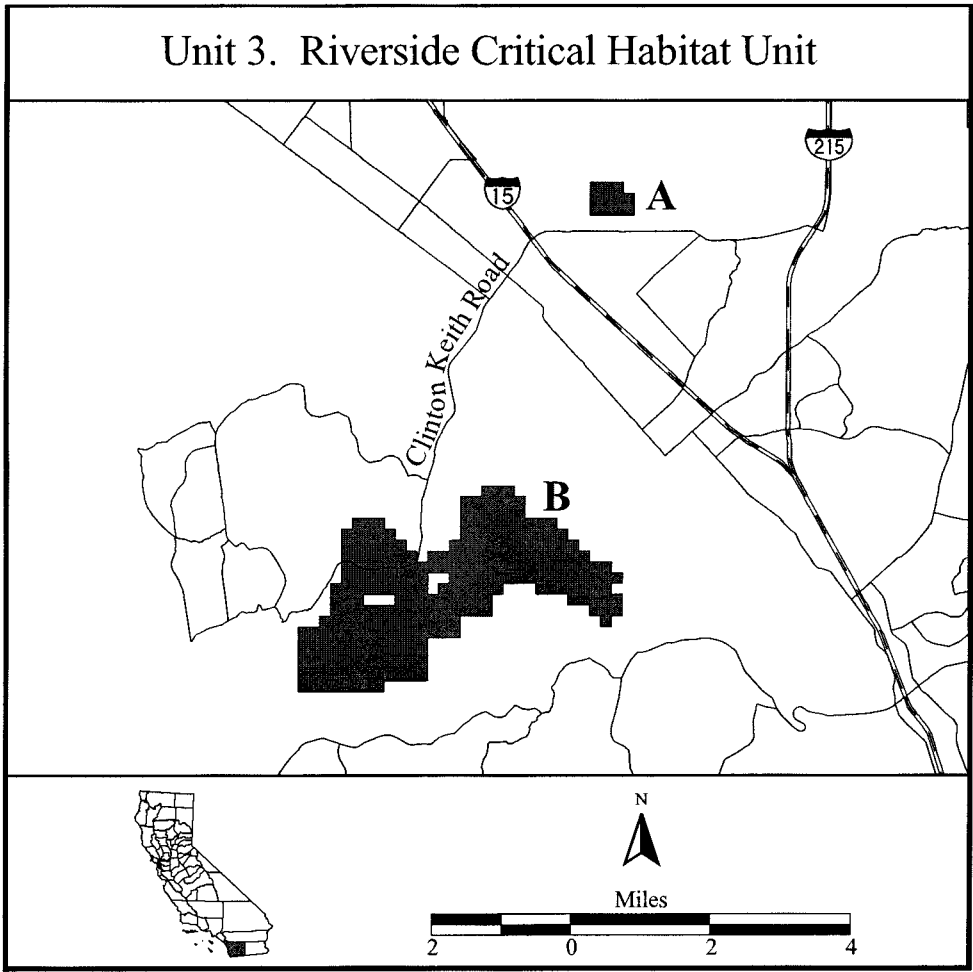 Unit 3. Riverside Critical Habitat Unit
215
15
A
Clinton Keith Road
B
N
Miles
2 0 2 4